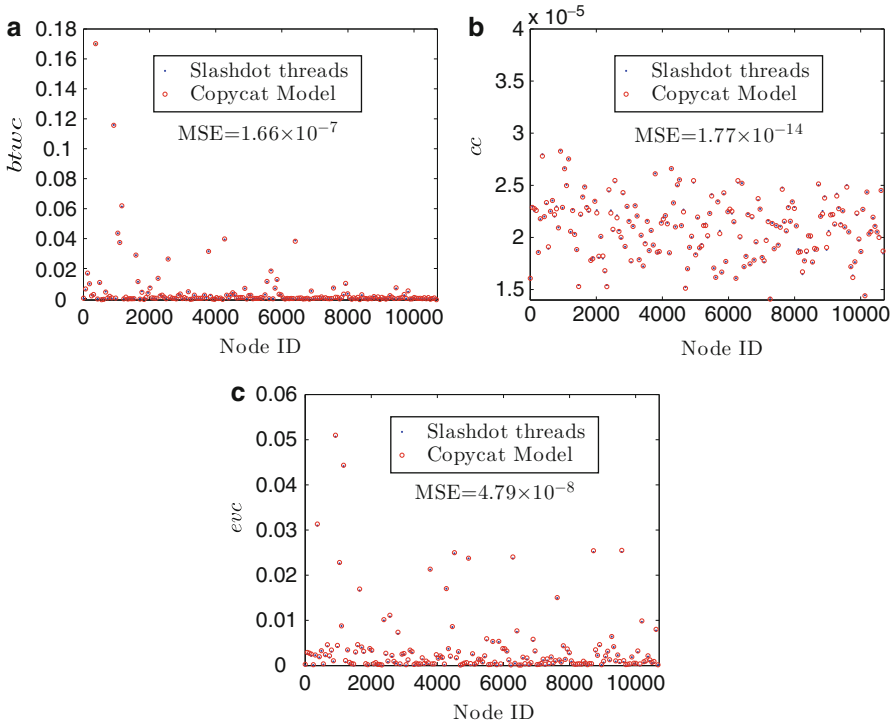 a
0.18
0.16
0.14
0.12
0.1
0.08
0.06
0.04
0.02
0
btwc
Slashdot threads
Copycat Model
MSE=1.66×10⁻⁷
0 2000 4000 6000 8000 10000
Node ID
b
x 10⁻⁵
4
3.5
3
2.5
2
1.5
cc
Slashdot threads
Copycat Model
MSE=1.77×10⁻¹⁴
0 2000 4000 6000 8000 10000
Node ID
c
0.06
0.05
0.04
0.03
0.02
0.01
0
evc
Slashdot threads
Copycat Model
MSE=4.79×10⁻⁸
0 2000 4000 6000 8000 10000
Node ID